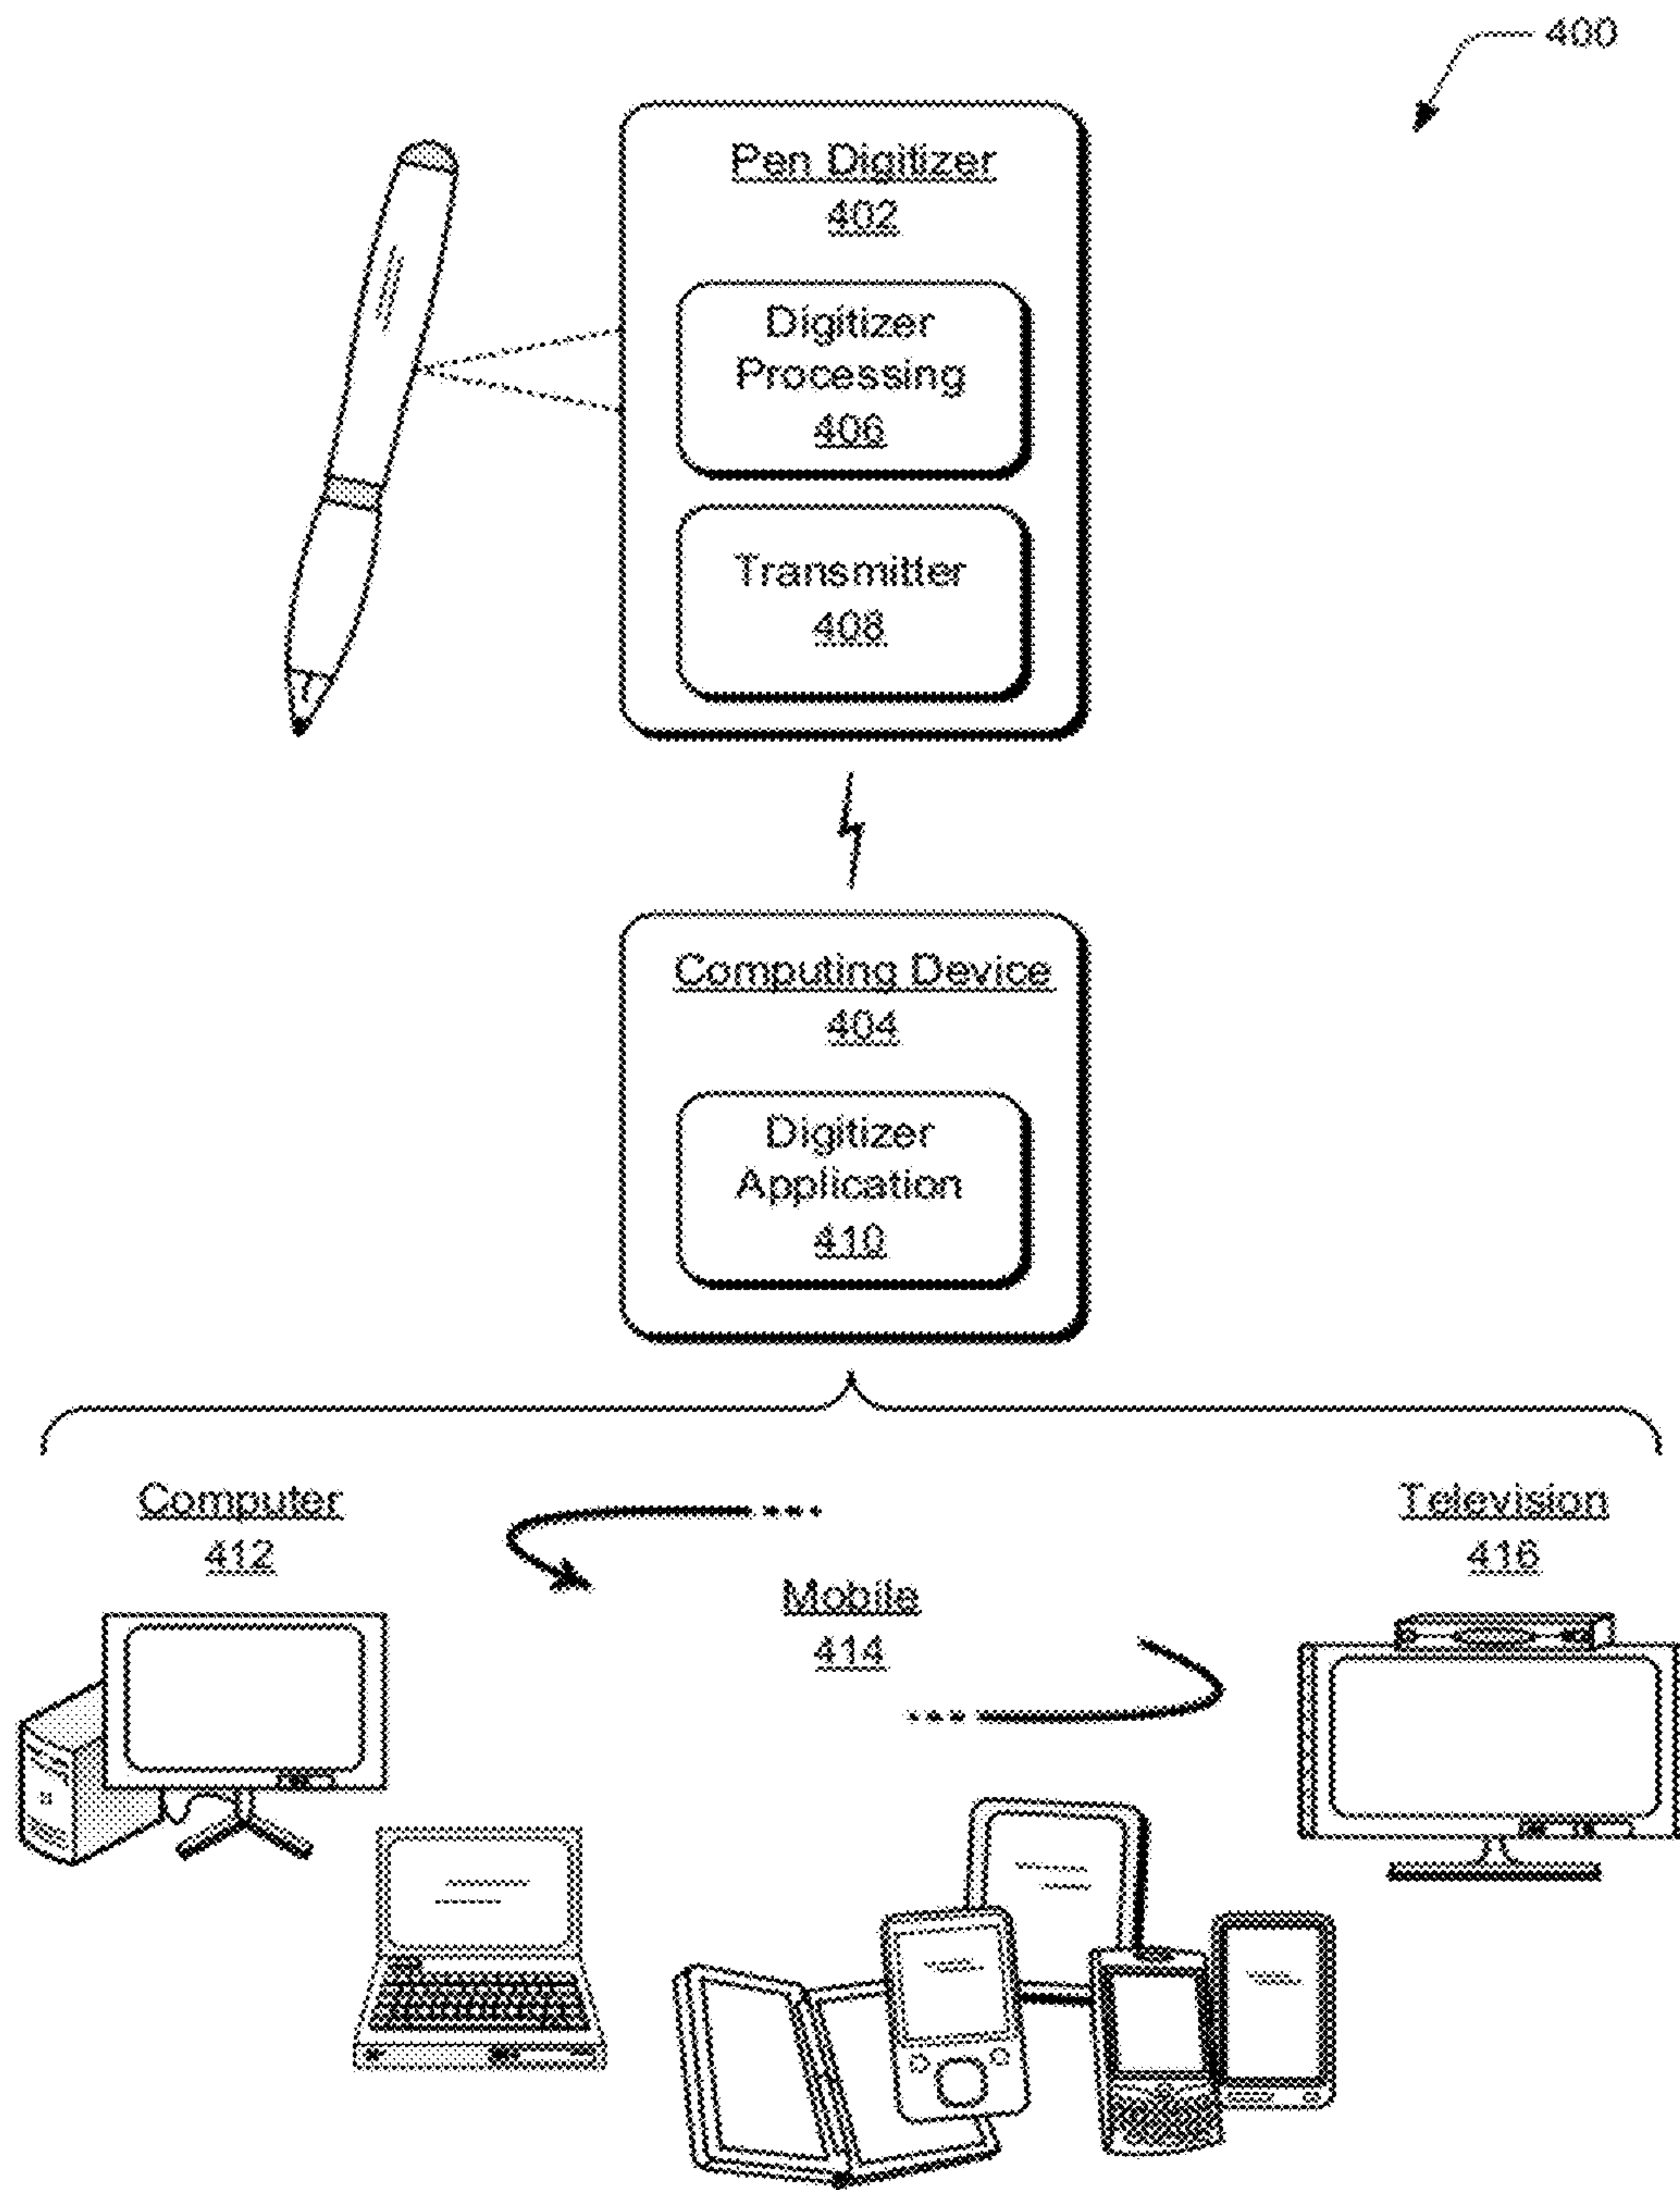 400
Pen Digitizer
402
Digitizer
Processing
406
Transmitter
408
Computing Device
404
Digitizer
Application
410
Computer
412
Mobile
414
Television
416